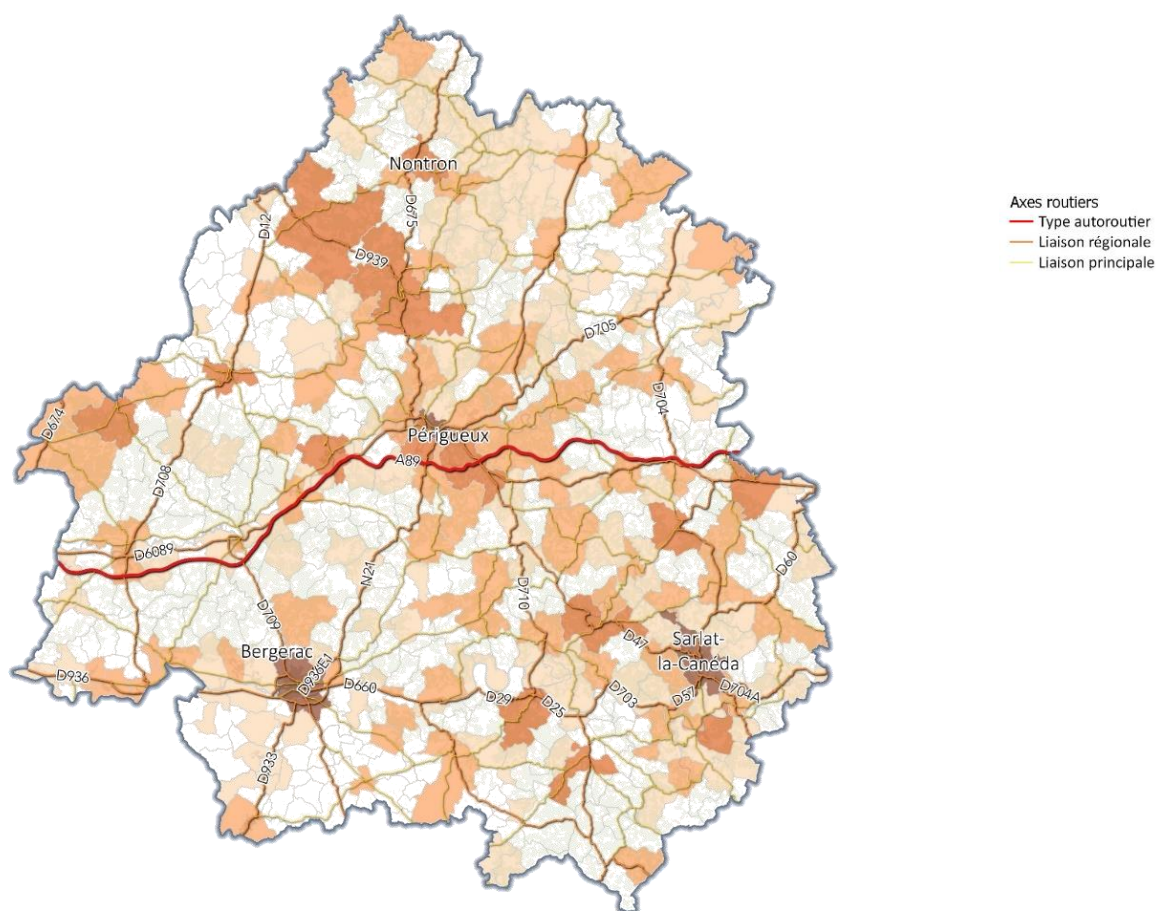 Nontron
D675
D12
D939
D705
D704
D674
Périgueux
A89
D708
D6089
N21
D60
D710
D709
D47
Sarlat-
la-Canéda
Bergerac
D936E1
D936
D660
D29
D25
D703
D57
D704A
D933
Axes routiers
Type autoroutier
Liaison régionale
Liaison principale